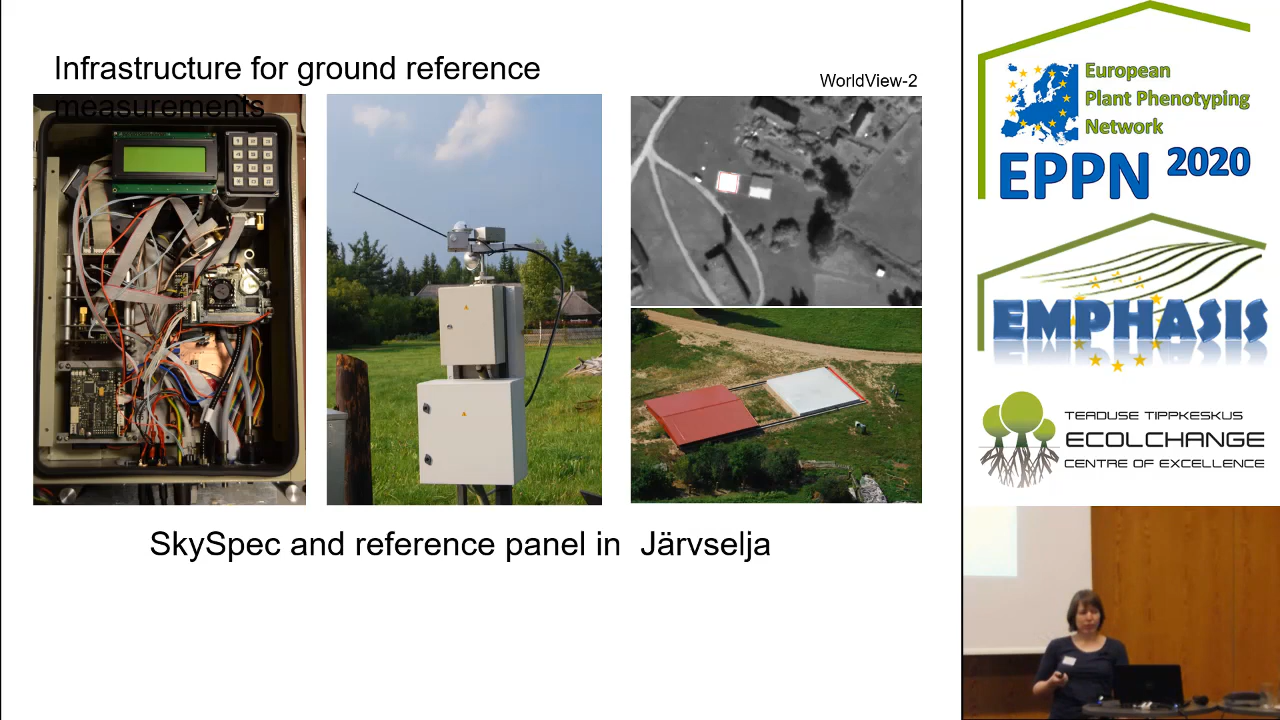 Infrastructure for ground reference
measurements
WorldView-2
SkySpec and reference panel in Järvselja
European
Plant Phenotyping
Network
EPPN 2020
EMPHASIS
TEADUSE TIPPKESKUS
ECOLCHANGE
CENTRE OF EXCELLENCE